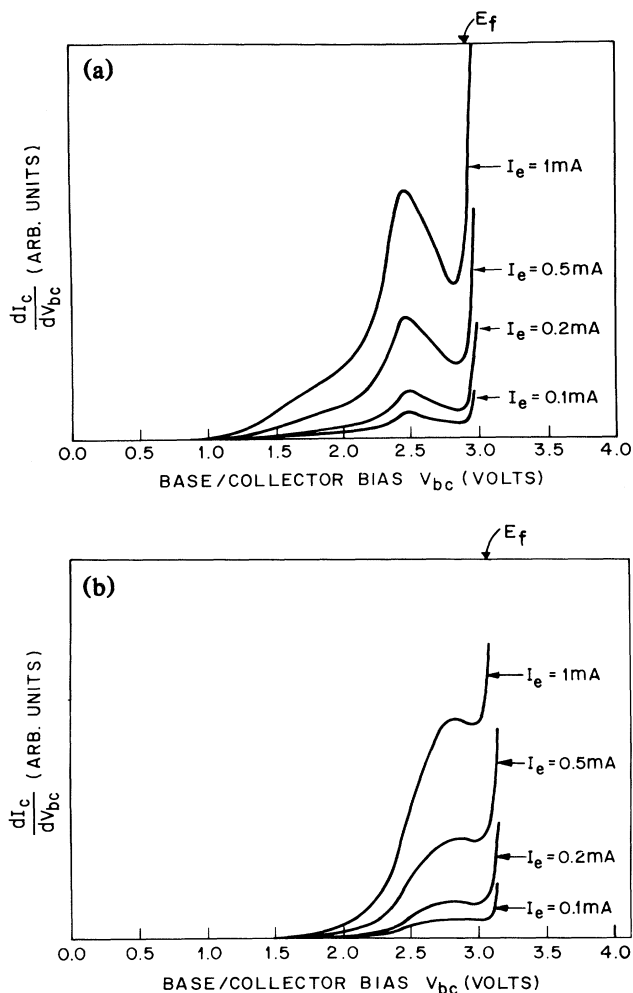 E_f
(a)
dI_c/dV_bc (ARB. UNITS)
I_e = 1mA
I_e = 0.5mA
I_e = 0.2mA
I_e = 0.1mA
0.0 0.5 1.0 1.5 2.0 2.5 3.0 3.5 4.0
BASE/COLLECTOR BIAS V_bc (VOLTS)
E_f
(b)
dI_c/dV_bc (ARB. UNITS)
I_e = 1mA
I_e = 0.5mA
I_e = 0.2mA
I_e = 0.1mA
0.0 0.5 1.0 1.5 2.0 2.5 3.0 3.5 4.0
BASE/COLLECTOR BIAS V_bc (VOLTS)